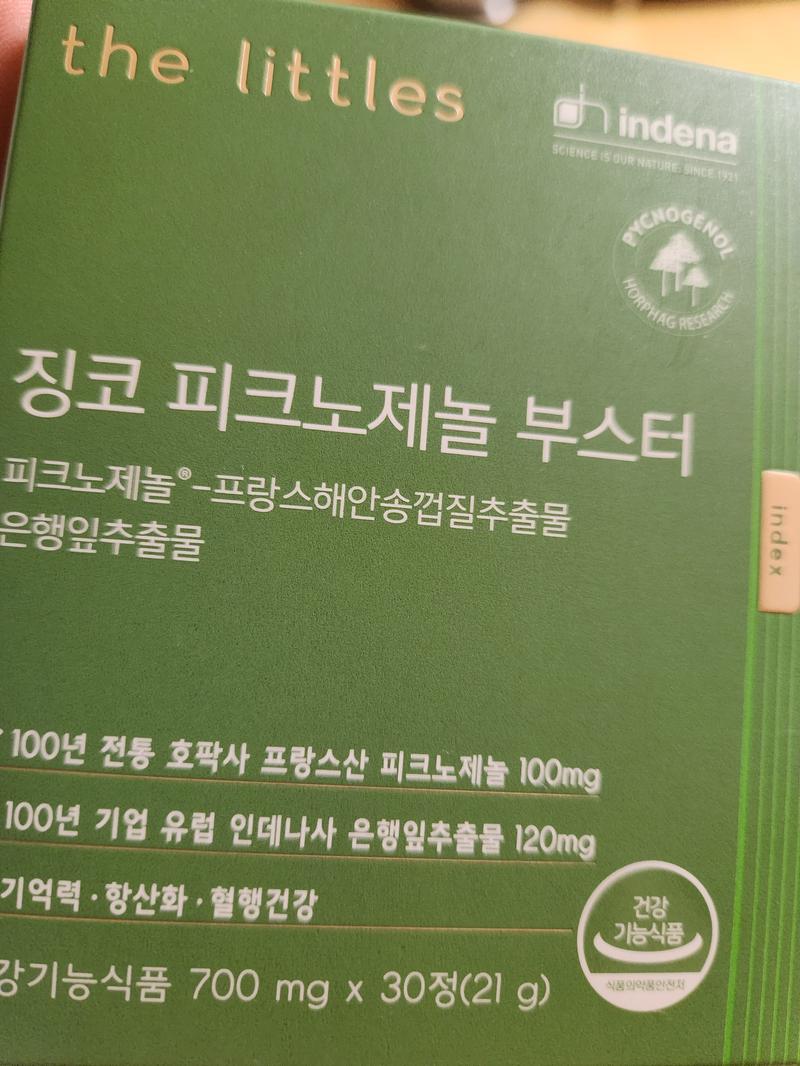 the littles
indena
SCIENCE IS OUR NATURE. SINCE 1921
PYCNOGENOL
HORPHAG RESEARCH
징코 피크노제놀 부스터
피크노제놀®-프랑스해안송껍질추출물
은행잎추출물
index
100년 전통 호팍사 프랑스산 피크노제놀 100mg
100년 기업 유럽 인데나사 은행잎추출물 120mg
기억력·항산화·혈행건강
건강
기능식품
식품의약품안전처
강기능식품 700 mg x 30정(21 g)